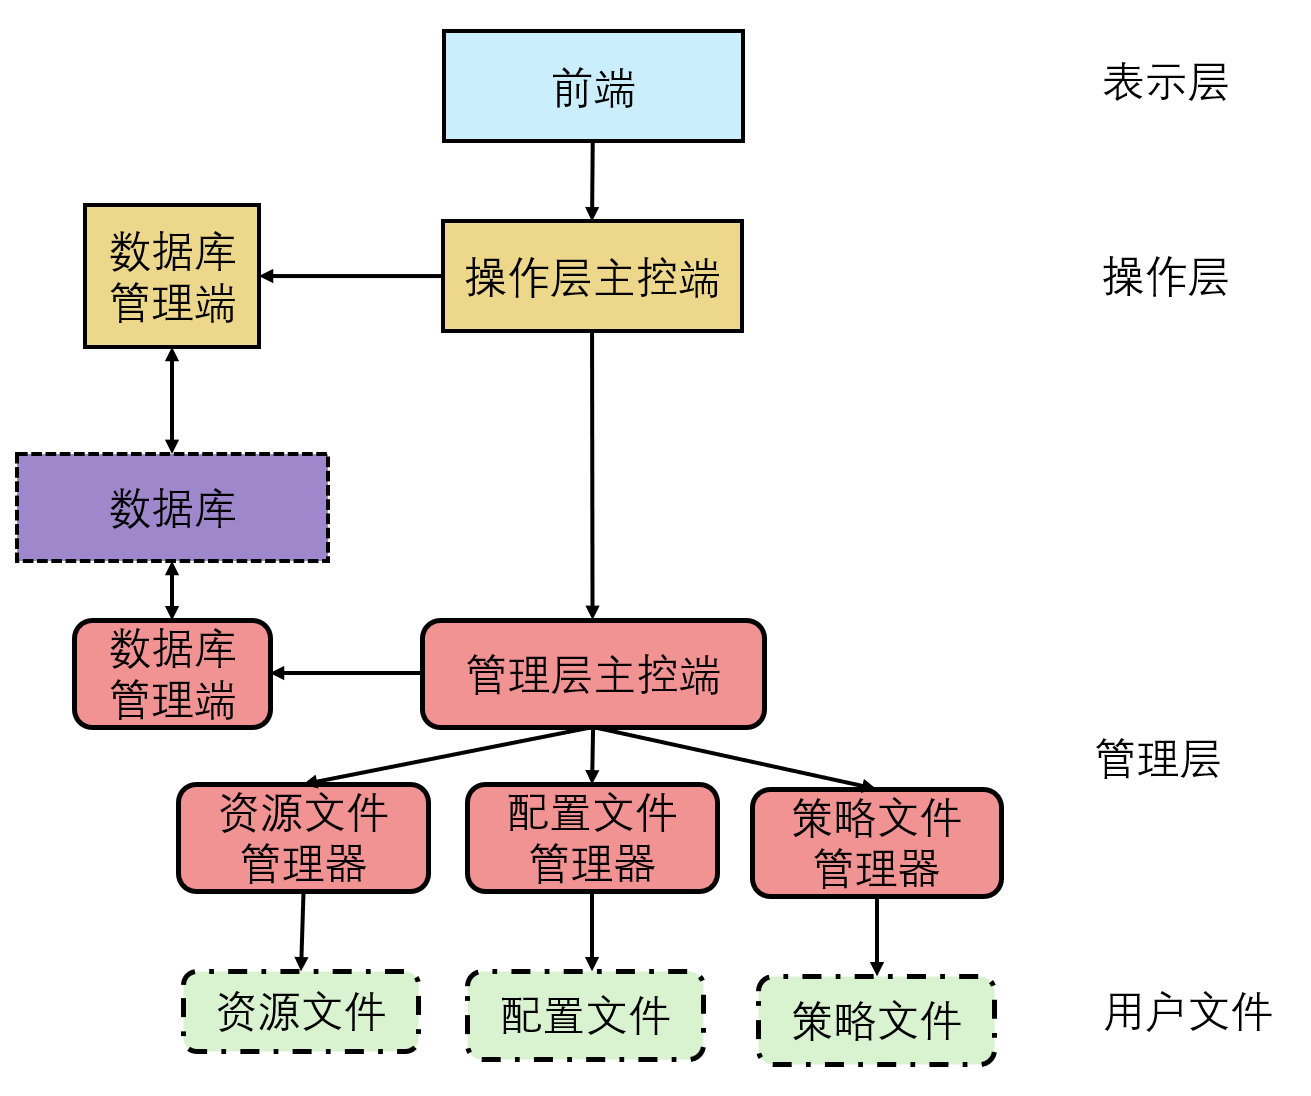 前端
表示层
数据库
管理端
操作层主控端
操作层
数据库
数据库
管理端
管理层主控端
管理层
资源文件
管理器
配置文件
管理器
策略文件
管理器
资源文件
配置文件
策略文件
用户文件